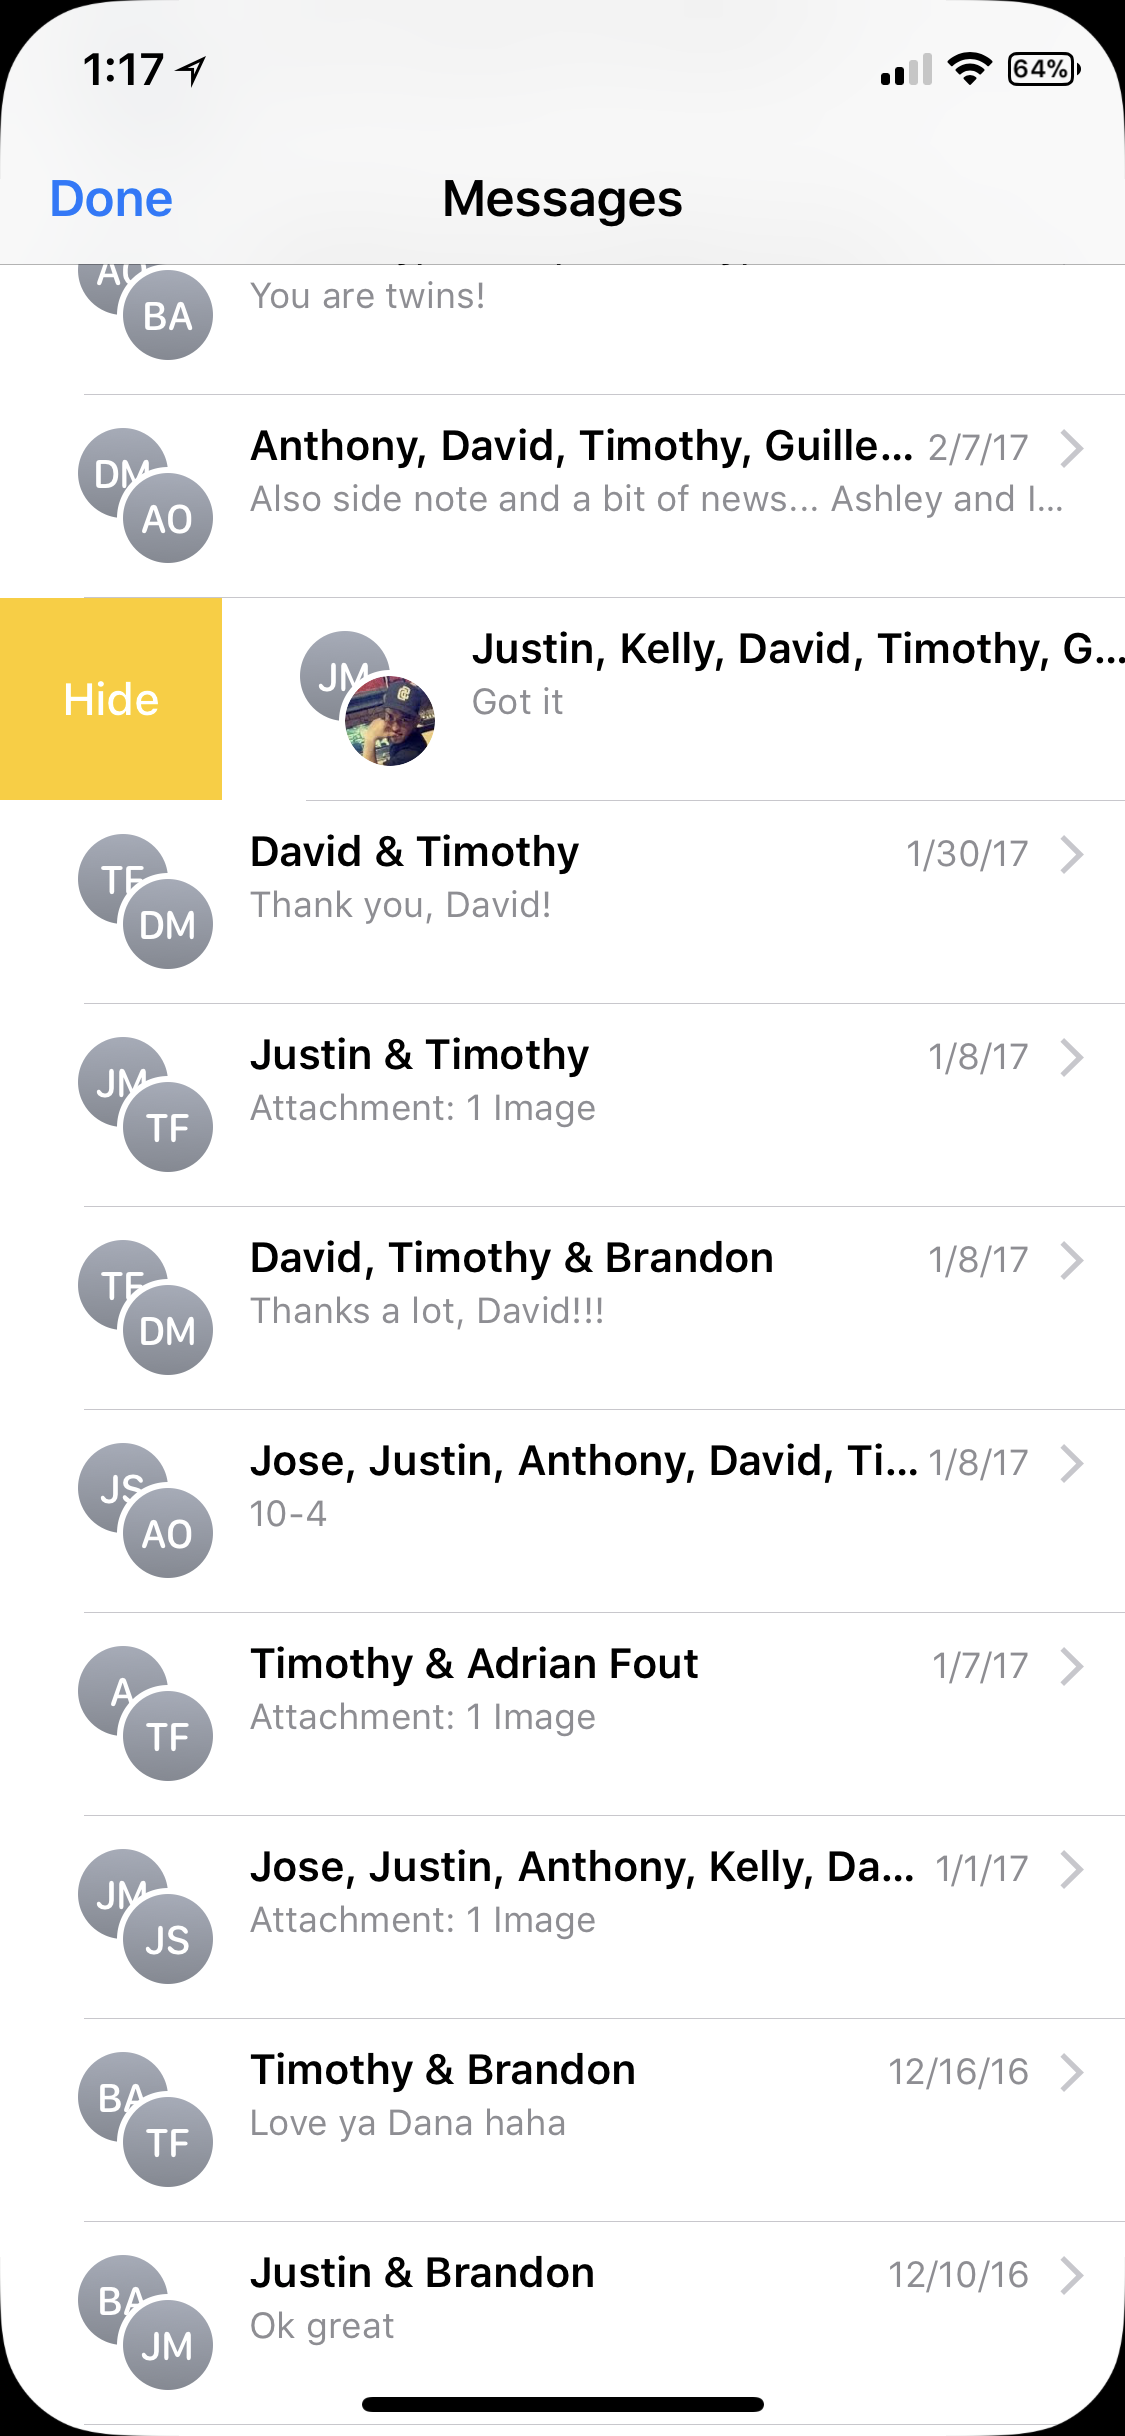 1:17
64%
Done
Messages
BA
You are twins!
DM
AO
Anthony, David, Timothy, Guille... 2/7/17
Also side note and a bit of news... Ashley and I...
Hide
JM
Justin, Kelly, David, Timothy, G...
Got it
TF
DM
David & Timothy 1/30/17
Thank you, David!
JM
TF
Justin & Timothy 1/8/17
Attachment: 1 Image
TF
DM
David, Timothy & Brandon 1/8/17
Thanks a lot, David!!!
JS
AO
Jose, Justin, Anthony, David, Ti... 1/8/17
10-4
A
TF
Timothy & Adrian Fout 1/7/17
Attachment: 1 Image
JM
JS
Jose, Justin, Anthony, Kelly, Da... 1/1/17
Attachment: 1 Image
BA
TF
Timothy & Brandon 12/16/16
Love ya Dana haha
BA
JM
Justin & Brandon 12/10/16
Ok great